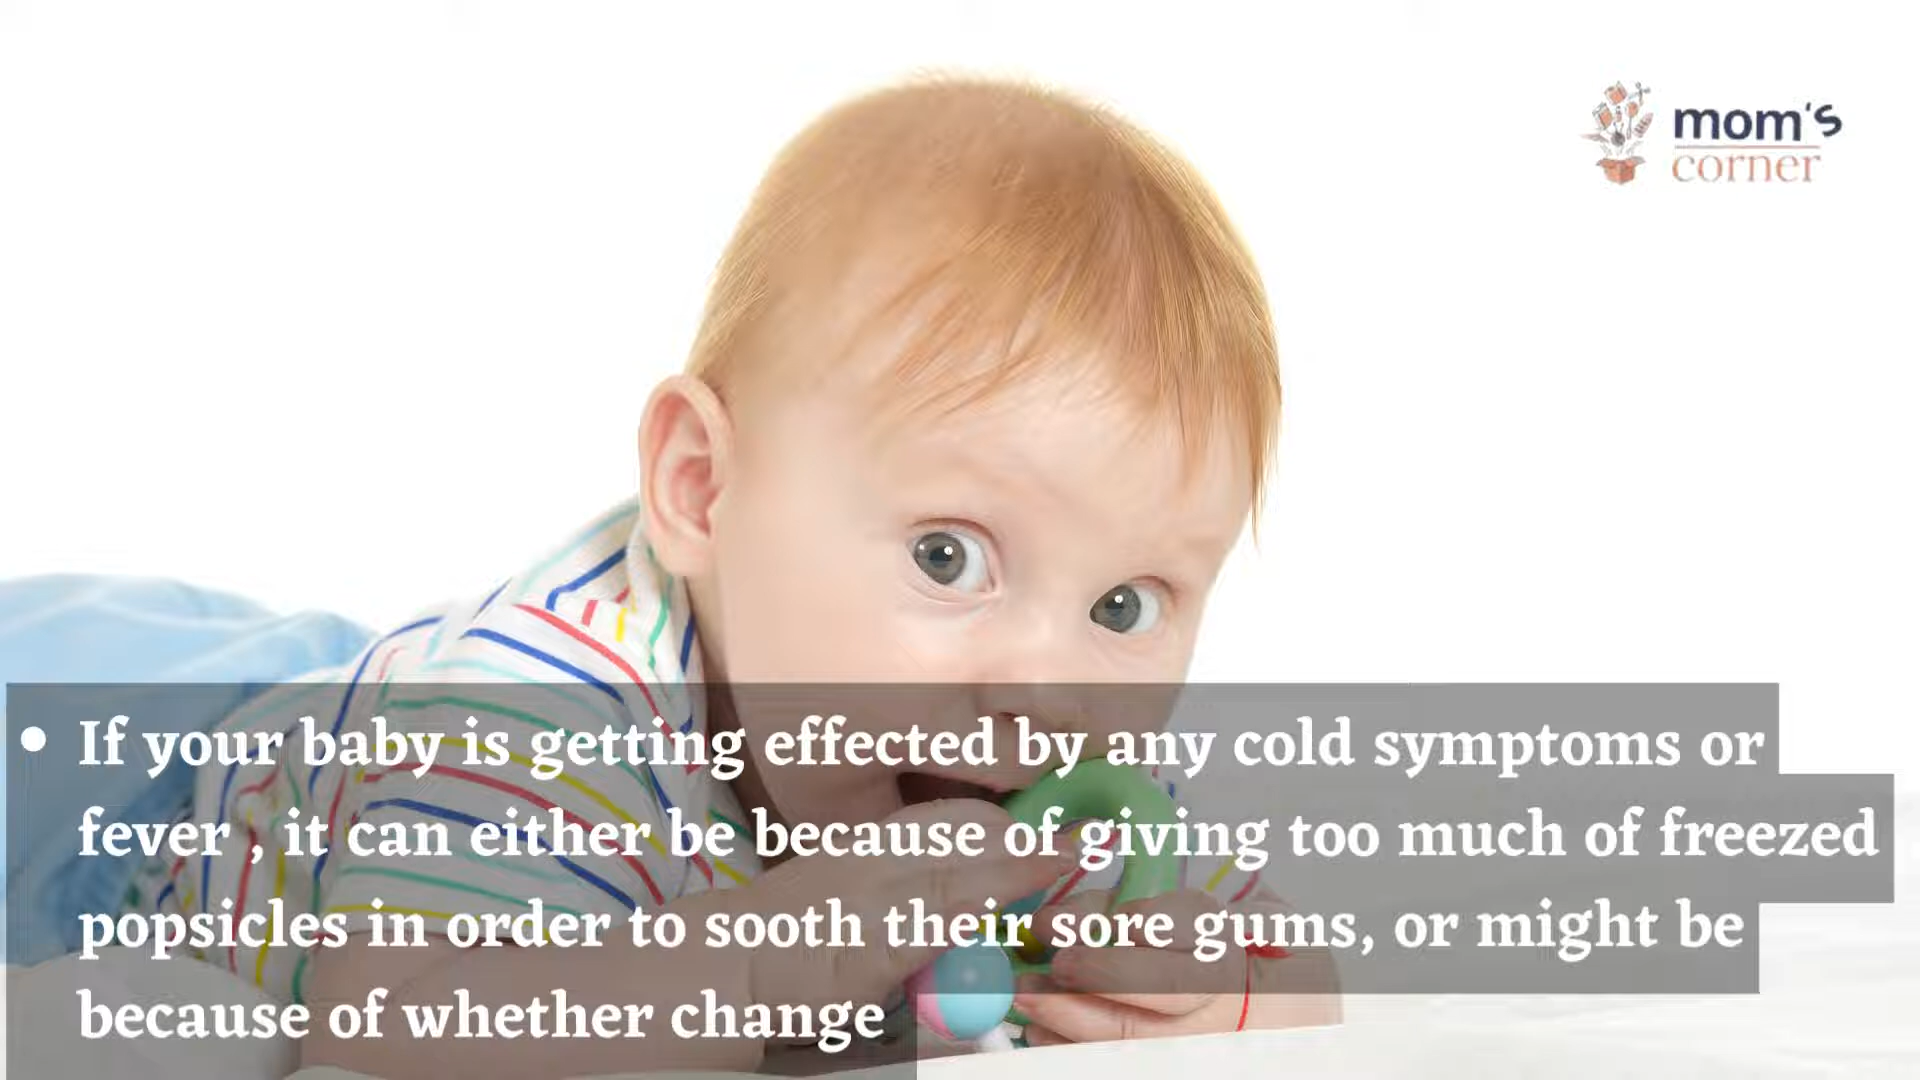 mom's
corner
• If your baby is getting effected by any cold symptoms or
fever , it can either be because of giving too much of freezed
popsicles in order to sooth their sore gums, or might be
because of whether change